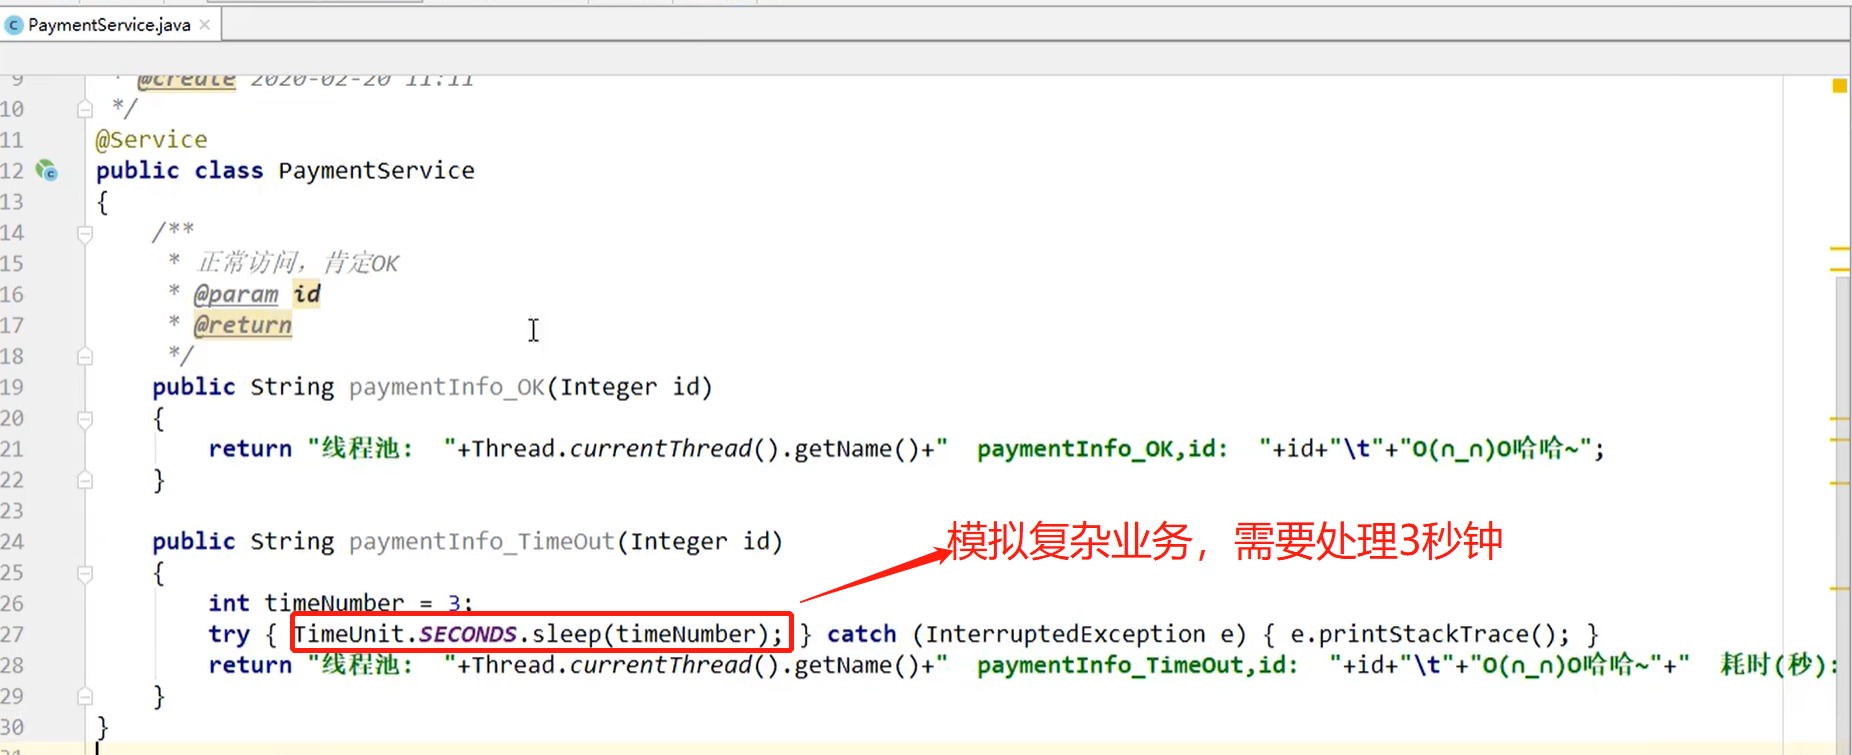 PaymentService.java
9 * @create 2020-02-20 11:11
10 */
11 @Service
12 public class PaymentService
13 {
14 /**
15 * 正常访问，肯定OK
16 * @param id
17 * @return
18 */
19 public String paymentInfo_OK(Integer id)
20 {
21 return "线程池:  "+Thread.currentThread().getName()+"  paymentInfo_OK,id:  "+id+"\t"+"O(∩_∩)O哈哈~";
22 }
23
24 public String paymentInfo_TimeOut(Integer id)
模拟复杂业务，需要处理3秒钟
25 {
26 int timeNumber = 3;
27 try { TimeUnit.SECONDS.sleep(timeNumber); } catch (InterruptedException e) { e.printStackTrace(); }
28 return "线程池:  "+Thread.currentThread().getName()+"  paymentInfo_TimeOut,id:  "+id+"\t"+"O(∩_∩)O哈哈~"+"  耗时(秒):
29 }
30 }
31